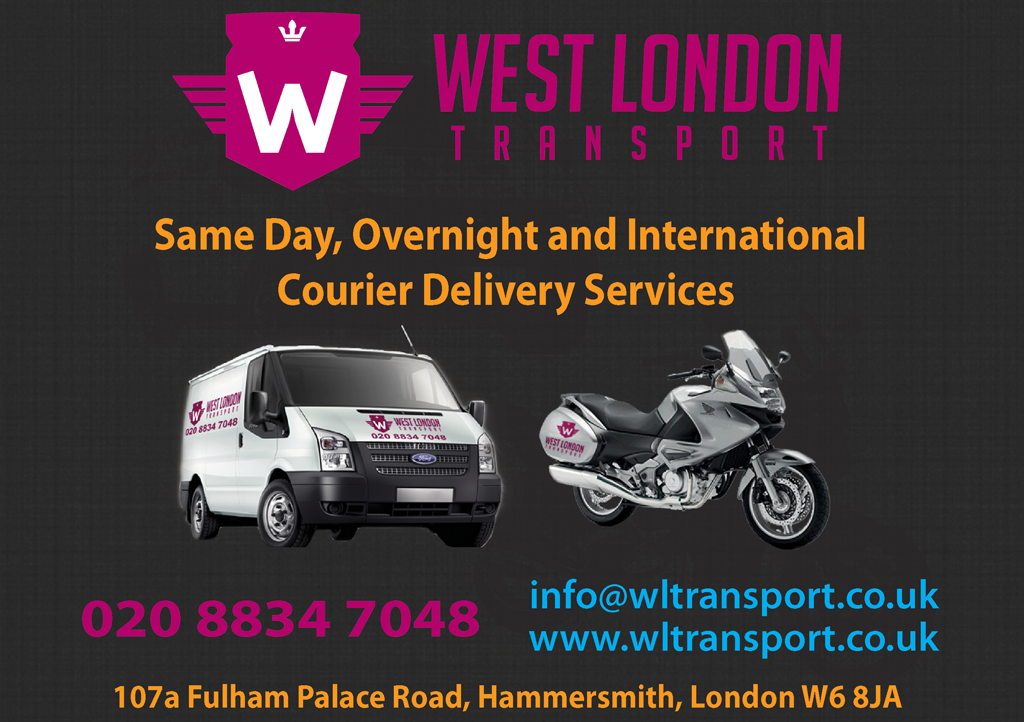 W
WEST LONDON
TRANSPORT
Same Day, Overnight and International
Courier Delivery Services
W
WEST LONDON
TRANSPORT
020 8834 7048
W
WEST LONDON
TRANSPORT
020 8834 7048
Ford
W
WEST LONDON
TRANSPORT
020 8834 7048
info@wltransport.co.uk
www.wltransport.co.uk
107a Fulham Palace Road, Hammersmith, London W6 8JA